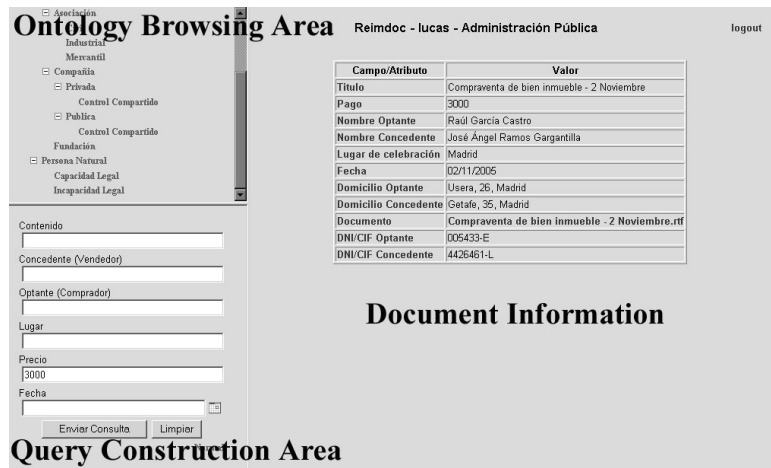 Asociación
Ontology Browsing Area
Industrial
Mercantil
Compañía
Privada
Control Compartido
Publica
Control Compartido
Fundación
Persona Natural
Capacidad Legal
Incapacidad Legal
Contenido
Concedente (Vendedor)
Optante (Comprador)
Lugar
Precio
3000
Fecha
Enviar Consulta Limpiar
Query Construction Area
Reimdoc - lucas - Administración Pública
logout
Campo/Atributo Valor
Titulo Compraventa de bien inmueble - 2 Noviembre
Pago 3000
Nombre Optante Raúl García Castro
Nombre Concedente José Ángel Ramos Gargantilla
Lugar de celebración Madrid
Fecha 02/11/2005
Domicilio Optante Usera, 26, Madrid
Domicilio Concedente Getafe, 35, Madrid
Documento Compraventa de bien inmueble - 2 Noviembre.rtf
DNI/CIF Optante 005433-E
DNI/CIF Concedente 4426461-L
Document Information